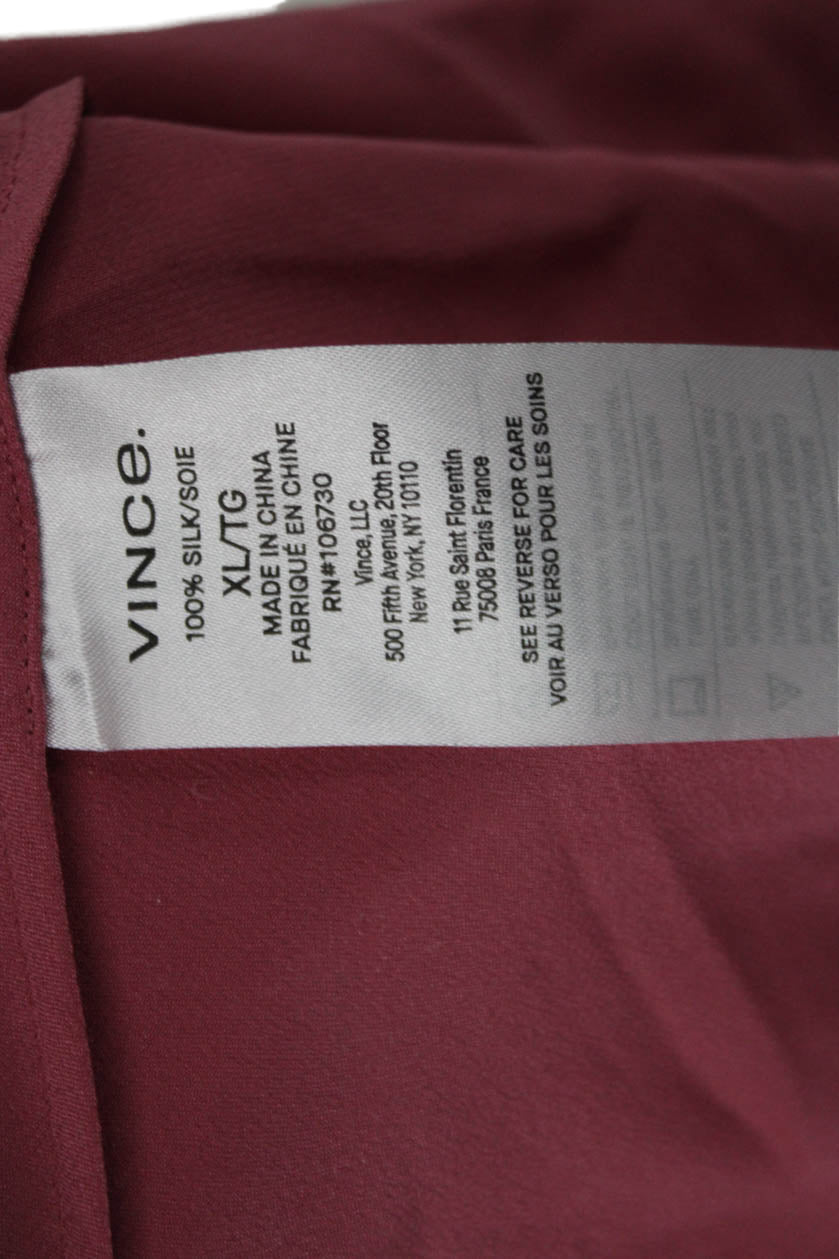 VINCE.
100% SILK/SOIE
XL/TG
MADE IN CHINA
FABRIQUÉ EN CHINE
RN#106730
Vince, LLC
500 Fifth Avenue, 20th Floor
New York, NY 10110
11 Rue Saint Florentin
75008 Paris France
SEE REVERSE FOR CARE
VOIR AU VERSO POUR LES SOINS